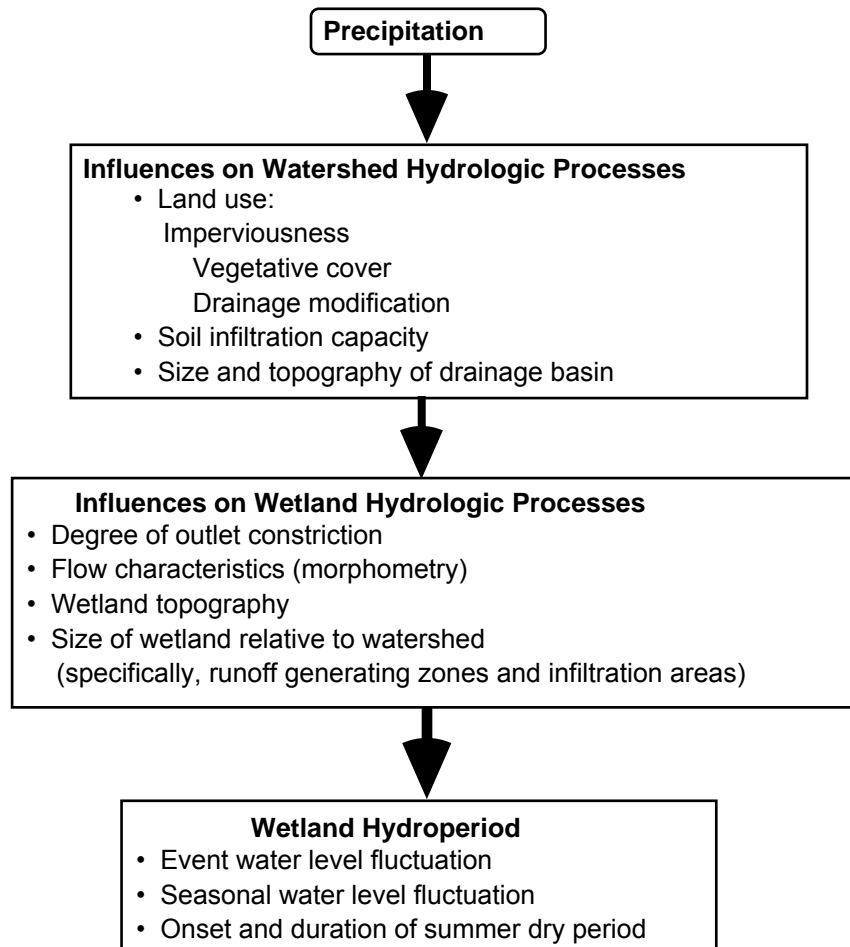 Precipitation
Influences on Watershed Hydrologic Processes
• Land use:
Imperviousness
Vegetative cover
Drainage modification
• Soil infiltration capacity
• Size and topography of drainage basin
Influences on Wetland Hydrologic Processes
• Degree of outlet constriction
• Flow characteristics (morphometry)
• Wetland topography
• Size of wetland relative to watershed
(specifically, runoff generating zones and infiltration areas)
Wetland Hydroperiod
• Event water level fluctuation
• Seasonal water level fluctuation
• Onset and duration of summer dry period